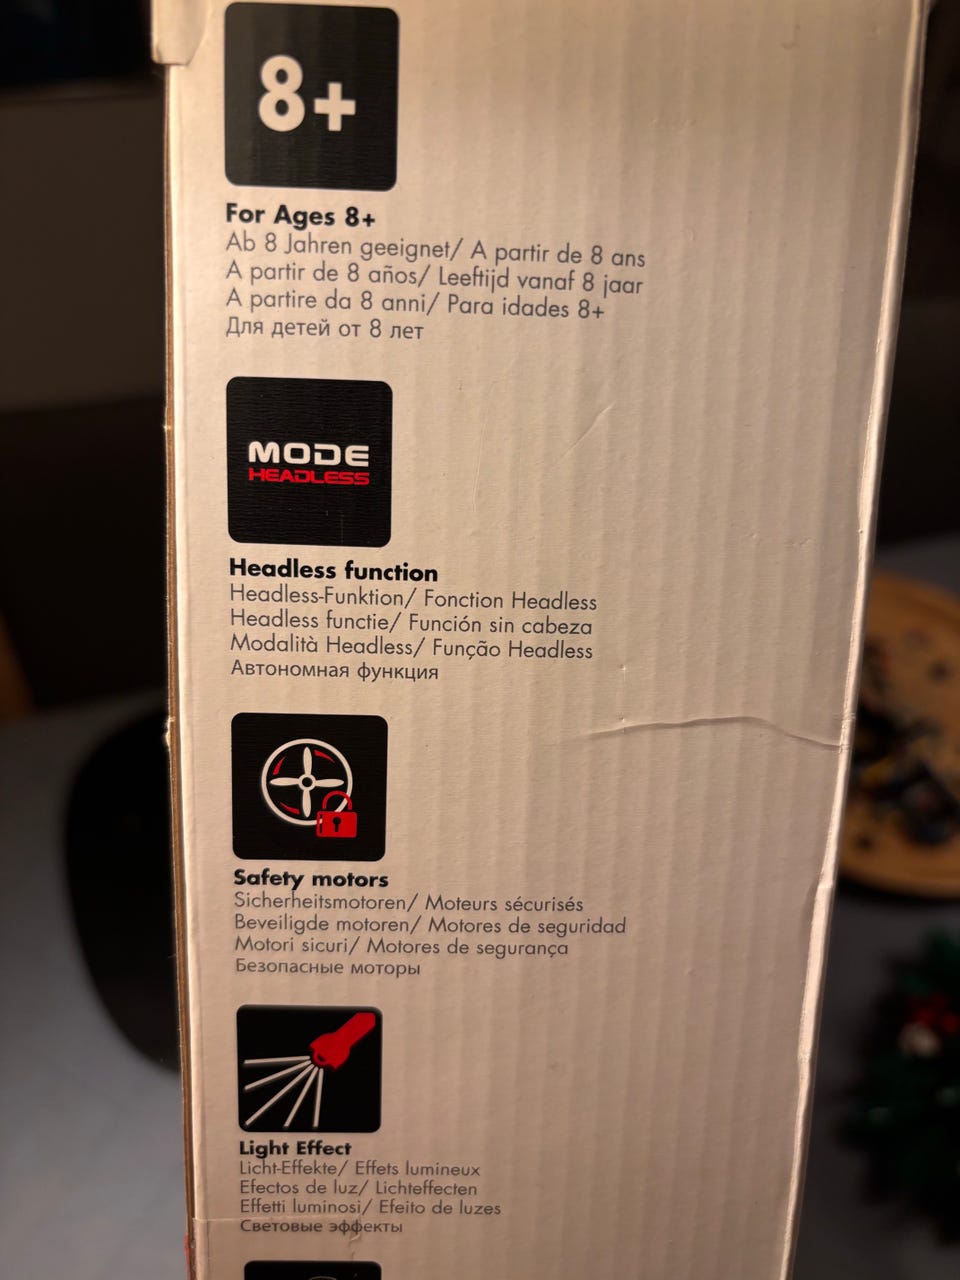 8+
For Ages 8+
Ab 8 Jahren geeignet/ A partir de 8 ans
A partir de 8 años/ Leeftijd vanaf 8 jaar
A partire da 8 anni/ Para idades 8+
Для детей от 8 лет
MODE
HEADLESS
Headless function
Headless-Funktion/ Fonction Headless
Headless functie/ Función sin cabeza
Modalità Headless/ Função Headless
Автономная функция
Safety motors
Sicherheitsmotoren/ Moteurs sécurisés
Beveiligde motoren/ Motores de seguridad
Motori sicuri/ Motores de segurança
Безопасные моторы
Light Effect
Licht-Effekte/ Effets lumineux
Efectos de luz/ Lichteffecten
Effetti luminosi/ Efeito de luzes
Световые эффекты